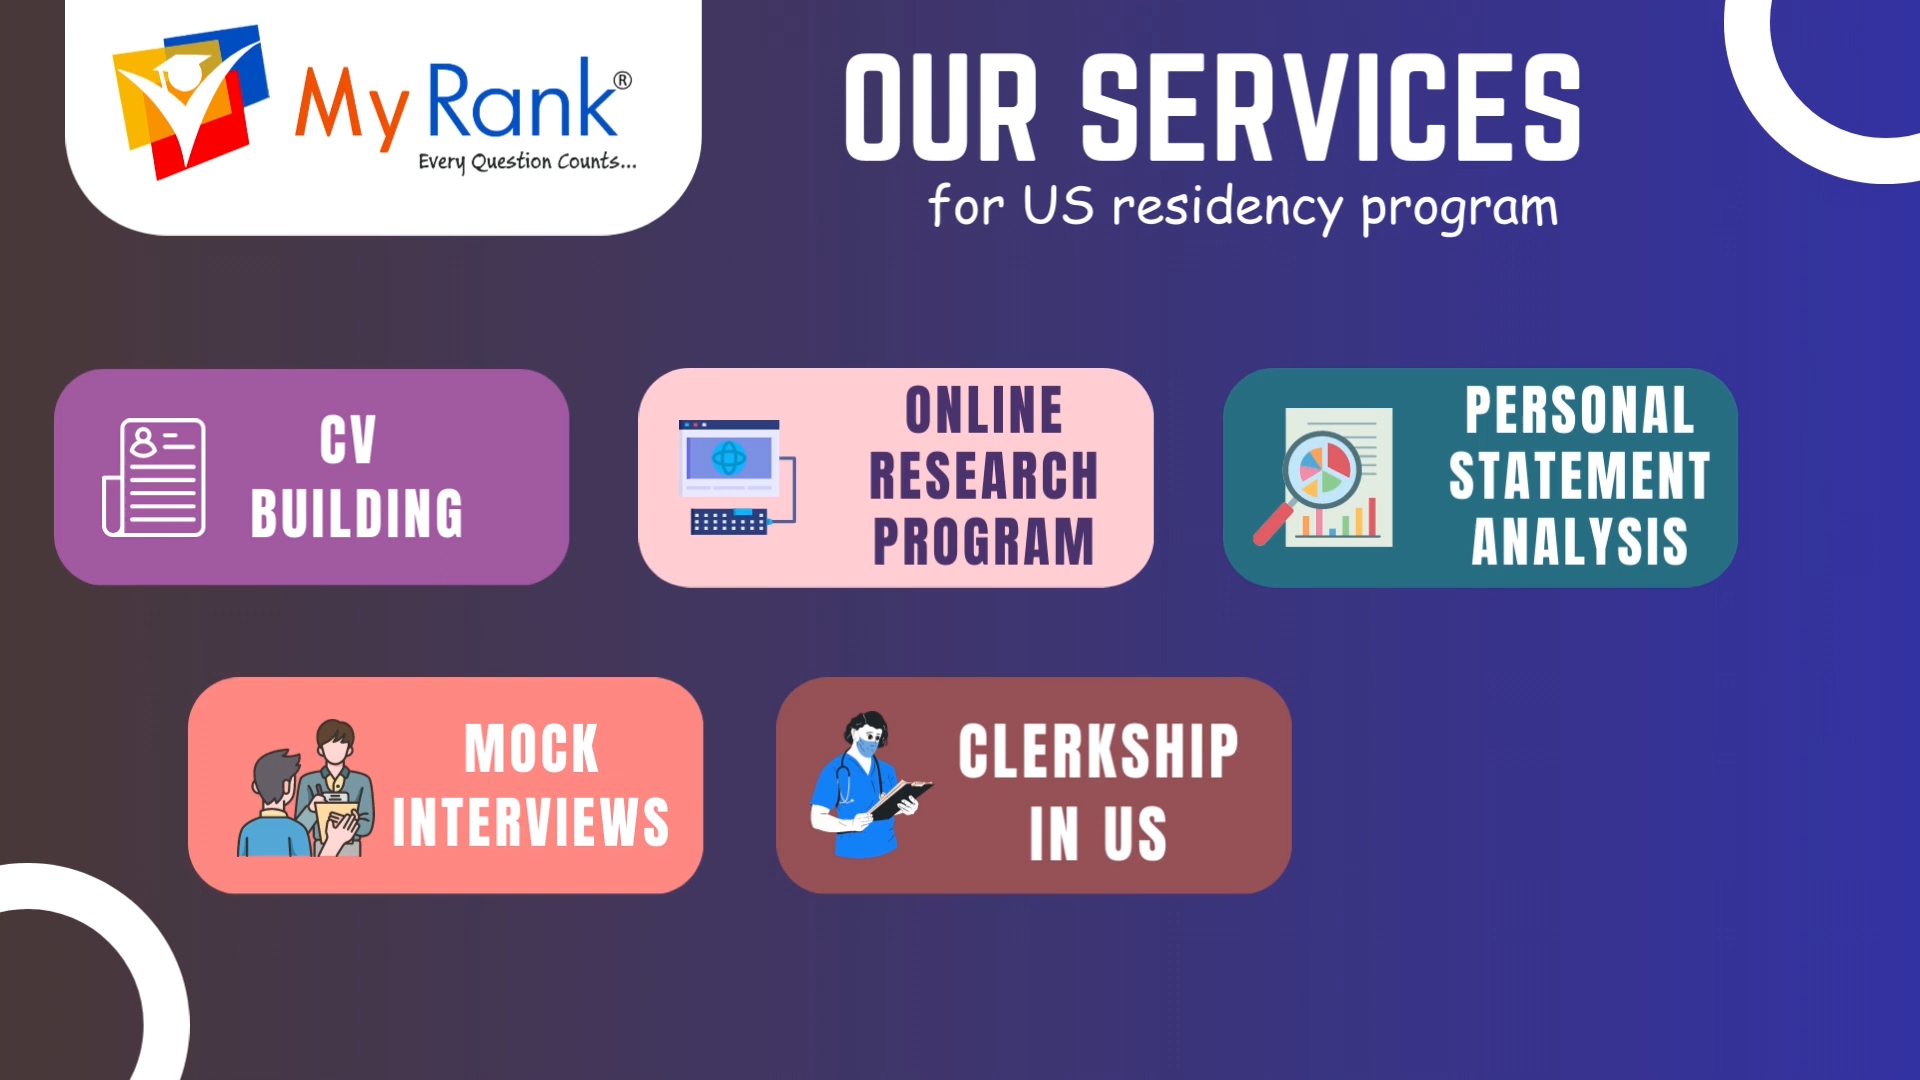 My Rank®
Every Question Counts...
OUR SERVICES
for US residency program
CV
BUILDING
ONLINE
RESEARCH
PROGRAM
PERSONAL
STATEMENT
ANALYSIS
MOCK
INTERVIEWS
CLERKSHIP
IN US